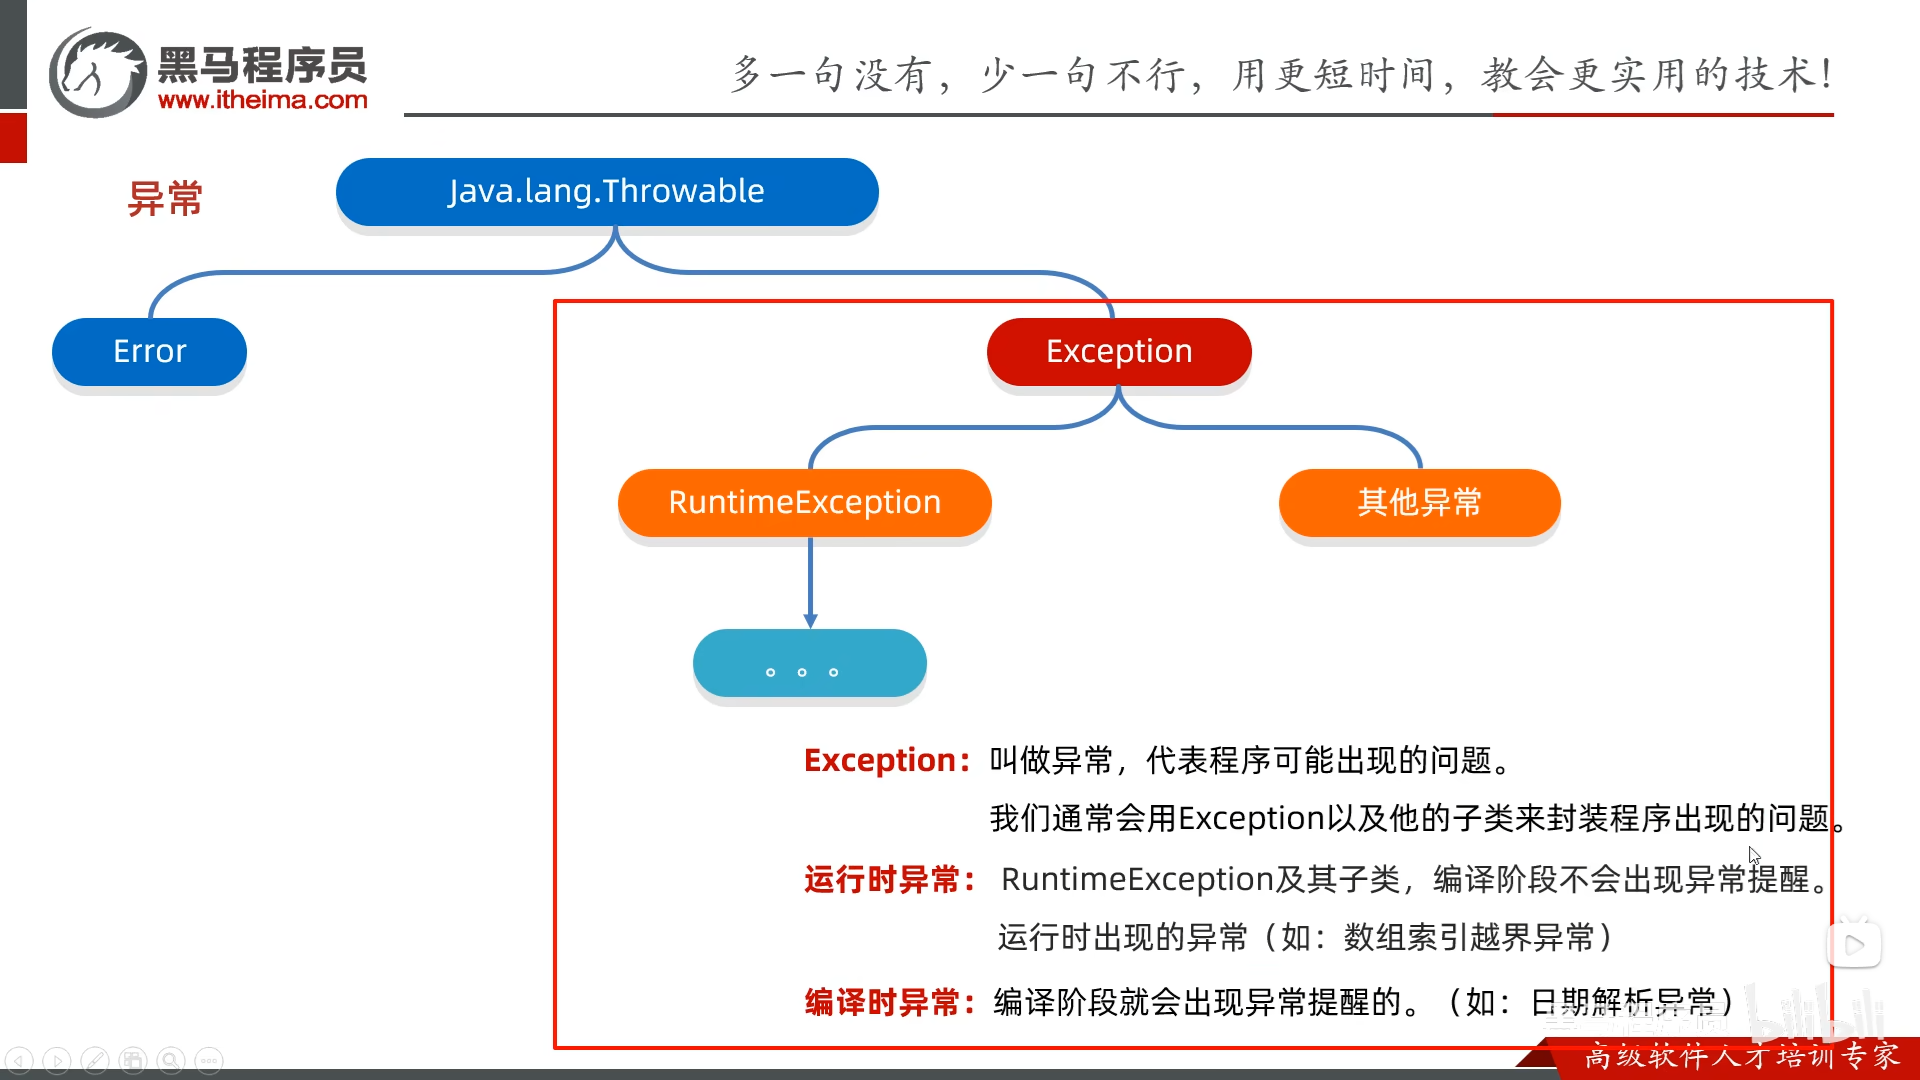 黑马程序员
www.itheima.com
多一句没有，少一句不行，用更短时间，教会更实用的技术！
异常
Java.lang.Throwable
Error
Exception
RuntimeException
其他异常
。。。
Exception：叫做异常，代表程序可能出现的问题。
我们通常会用Exception以及他的子类来封装程序出现的问题。
运行时异常：RuntimeException及其子类，编译阶段不会出现异常提醒。
运行时出现的异常（如：数组索引越界异常）
编译时异常：编译阶段就会出现异常提醒的。（如：日期解析异常）
黑马程序员
bilibili
高级软件人才培训专家